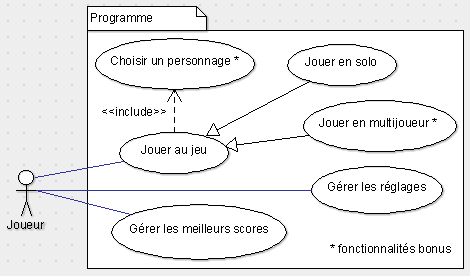 Programme
Choisir un personnage *
Jouer en solo
<<include>>
Jouer en multijoueur *
Jouer au jeu
Gérer les réglages
Joueur
Gérer les meilleurs scores
* fonctionnalités bonus